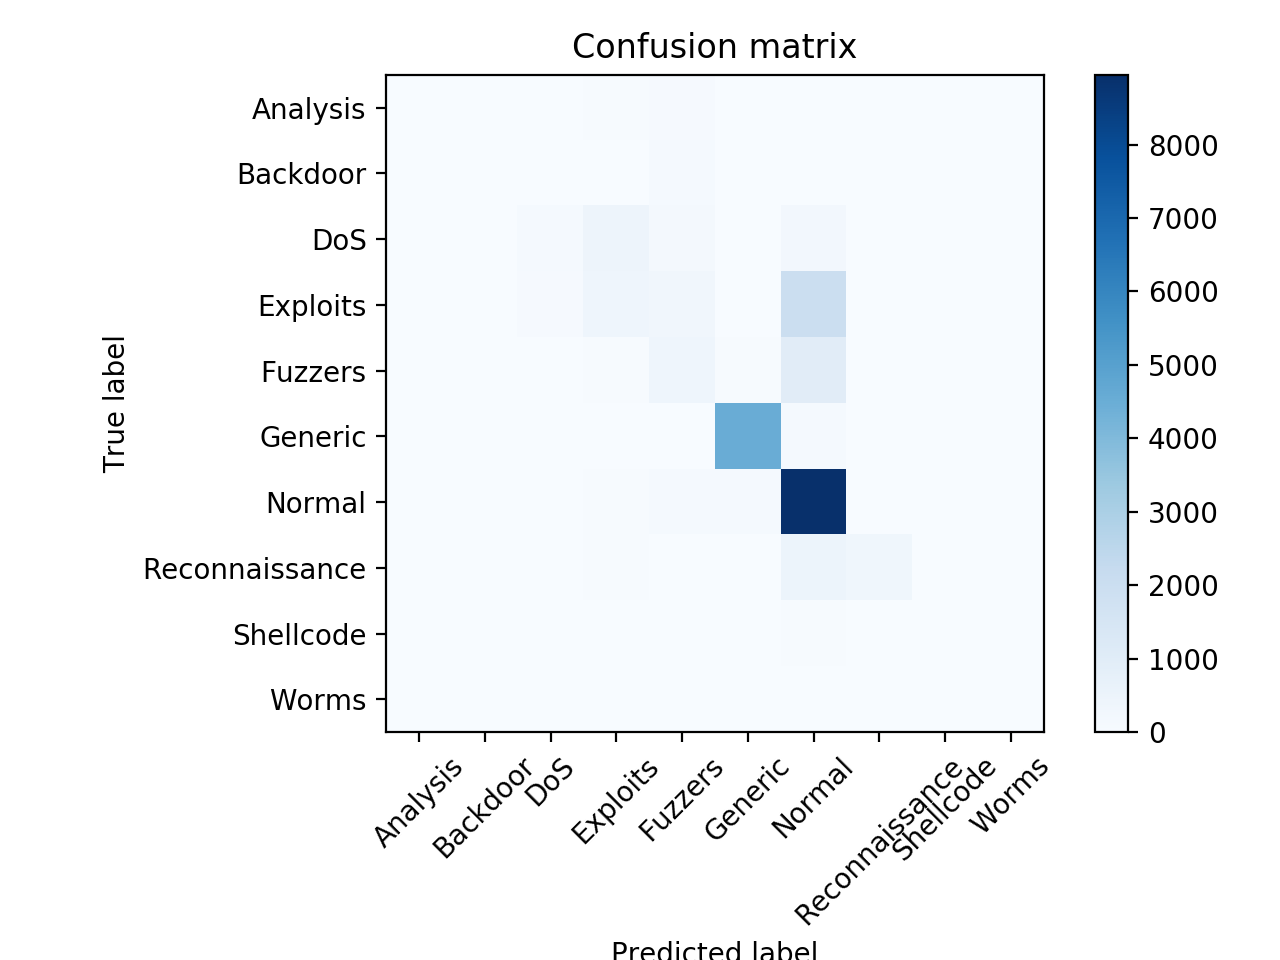 Confusion matrix
Analysis
Backdoor
DoS
Exploits
Fuzzers
Generic
Normal
Reconnaissance
Shellcode
Worms
True label
Analysis
Backdoor
DoS
Exploits
Fuzzers
Generic
Normal
Reconnaissance
Shellcode
Worms
Predicted label
8000
7000
6000
5000
4000
3000
2000
1000
0